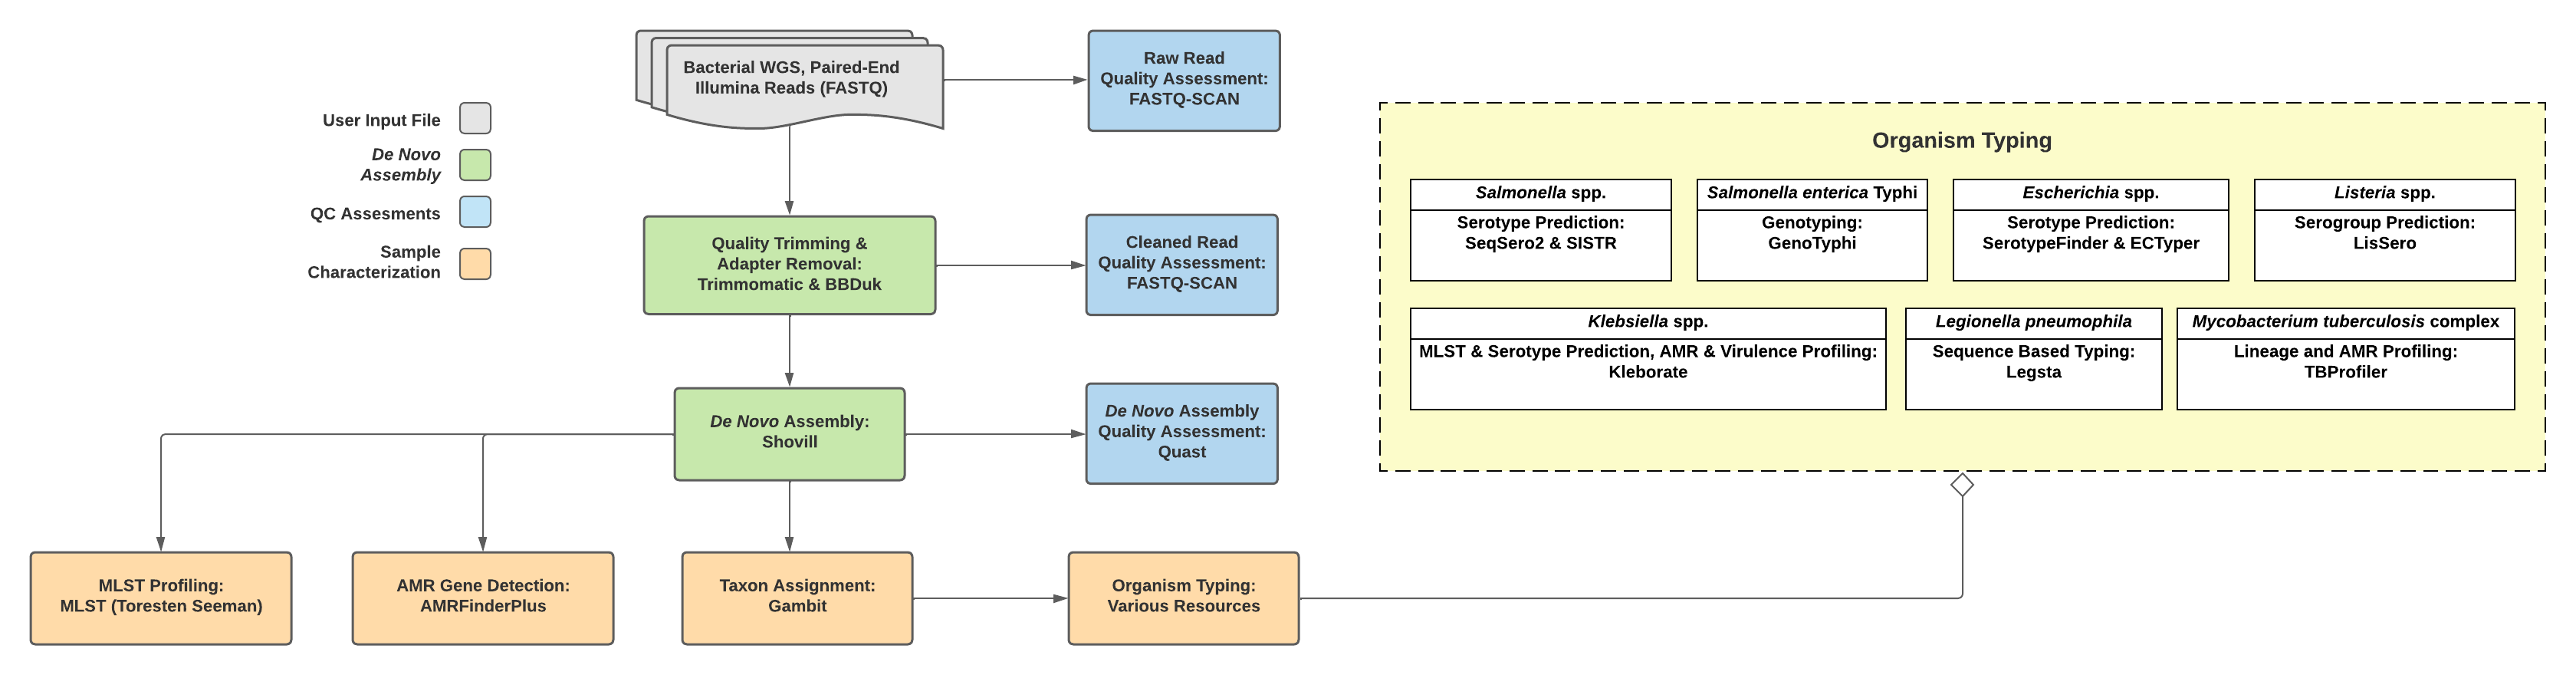 Bacterial WGS, Paired-End
Illumina Reads (FASTQ)
Raw Read
Quality Assessment:
FASTQ-SCAN
User Input File
De Novo
Assembly
QC Assesments
Sample
Characterization
Quality Trimming &
Adapter Removal:
Trimmomatic & BBDuk
Cleaned Read
Quality Assessment:
FASTQ-SCAN
De Novo Assembly:
Shovill
De Novo Assembly
Quality Assessment:
Quast
MLST Profiling:
MLST (Toresten Seeman)
AMR Gene Detection:
AMRFinderPlus
Taxon Assignment:
Gambit
Organism Typing:
Various Resources
Organism Typing
Salmonella spp.
Serotype Prediction:
SeqSero2 & SISTR
Salmonella enterica Typhi
Genotyping:
GenoTyphi
Escherichia spp.
Serotype Prediction:
SerotypeFinder & ECTyper
Listeria spp.
Serogroup Prediction:
LisSero
Klebsiella spp.
MLST & Serotype Prediction, AMR & Virulence Profiling:
Kleborate
Legionella pneumophila
Sequence Based Typing:
Legsta
Mycobacterium tuberculosis complex
Lineage and AMR Profiling:
TBProfiler